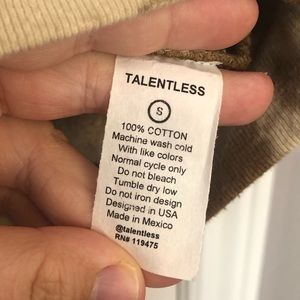 TALENTLESS
S
100% COTTON
Machine wash cold
With like colors
Normal cycle only
Do not bleach
Tumble dry low
Do not iron design
Designed in USA
Made in Mexico
@talentless
RN# 119475